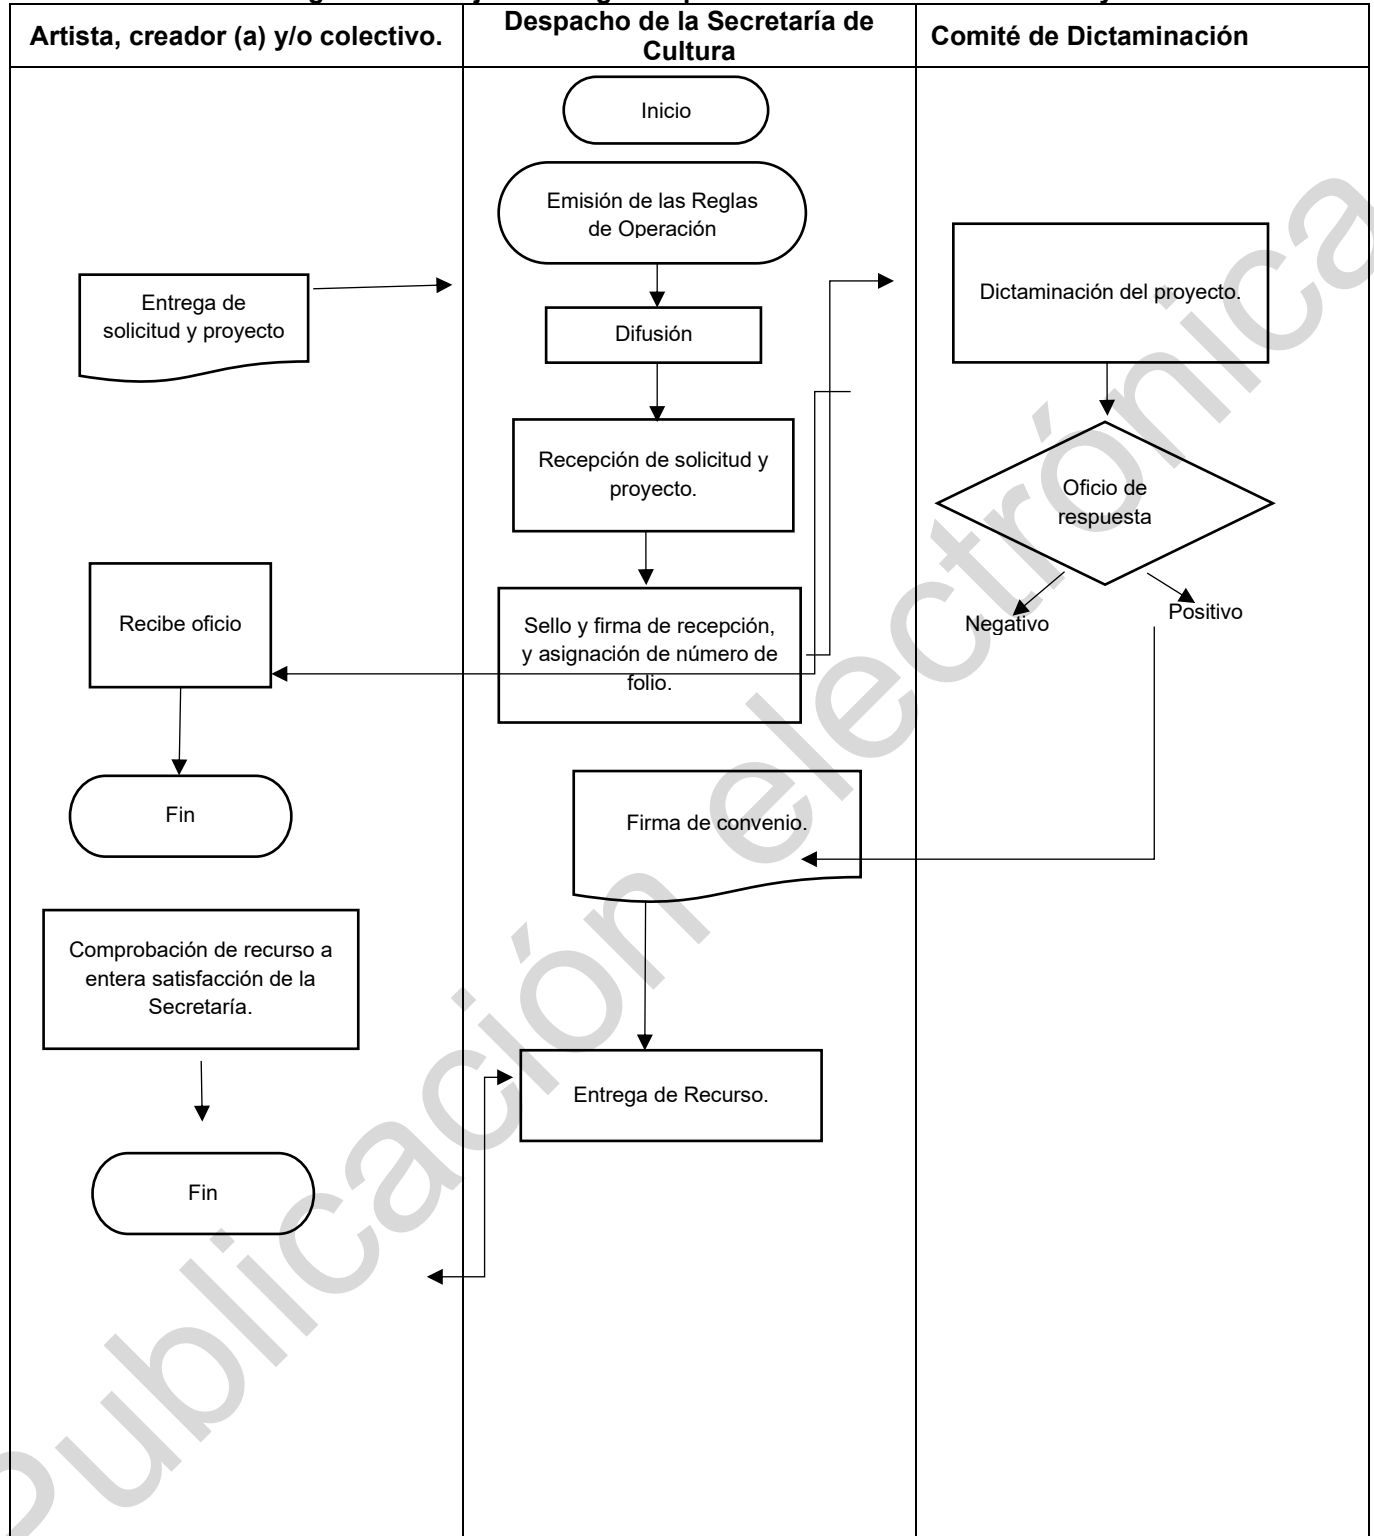 Artista, creador (a) y/o colectivo.
Despacho de la Secretaría de
Cultura
Comité de Dictaminación
Inicio
Emisión de las Reglas
de Operación
Entrega de
solicitud y proyecto
Difusión
Dictaminación del proyecto.
Recepción de solicitud y
proyecto.
Oficio de
respuesta
Recibe oficio
Sello y firma de recepción,
y asignación de número de
folio.
Negativo
Positivo
Fin
Firma de convenio.
Comprobación de recurso a
entera satisfacción de la
Secretaría.
Entrega de Recurso.
Fin
Publicación electrónica